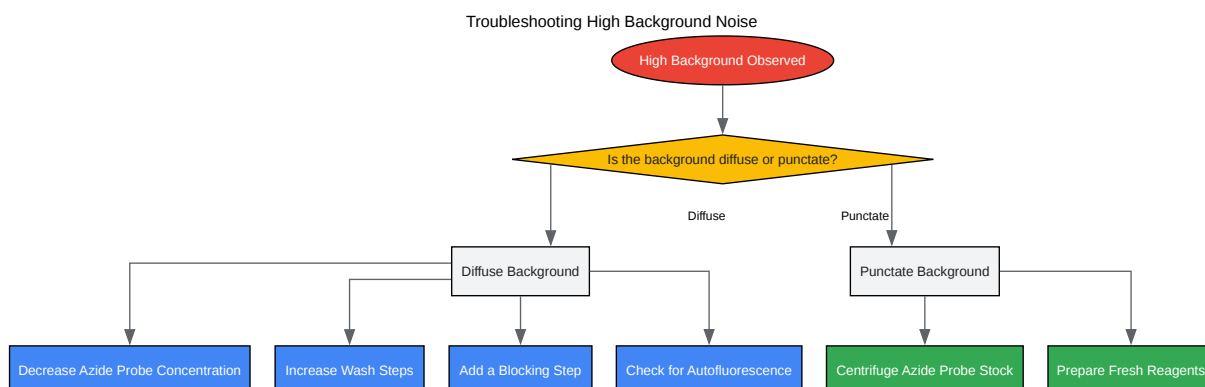 Troubleshooting High Background Noise
High Background Observed
Is the background diffuse or punctate?
Diffuse
Punctate
Diffuse Background
Punctate Background
Decrease Azide Probe Concentration
Increase Wash Steps
Add a Blocking Step
Check for Autofluorescence
Centrifuge Azide Probe Stock
Prepare Fresh Reagents